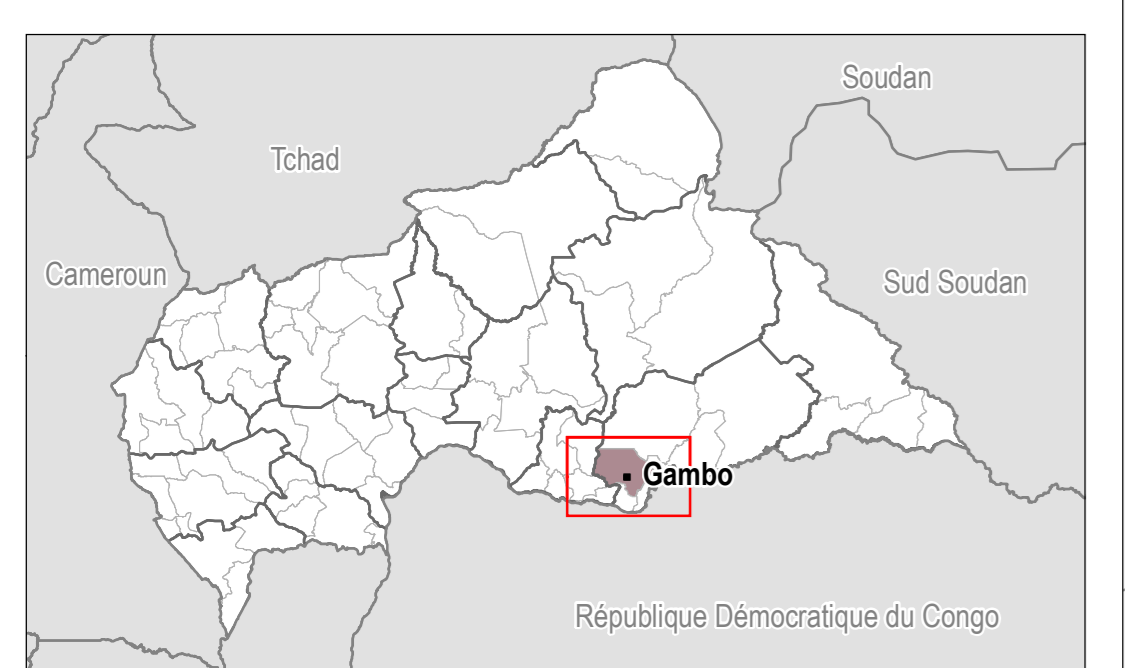 Soudan
Tchad
Cameroun
Sud Soudan
Gambo
République Démocratique du Congo